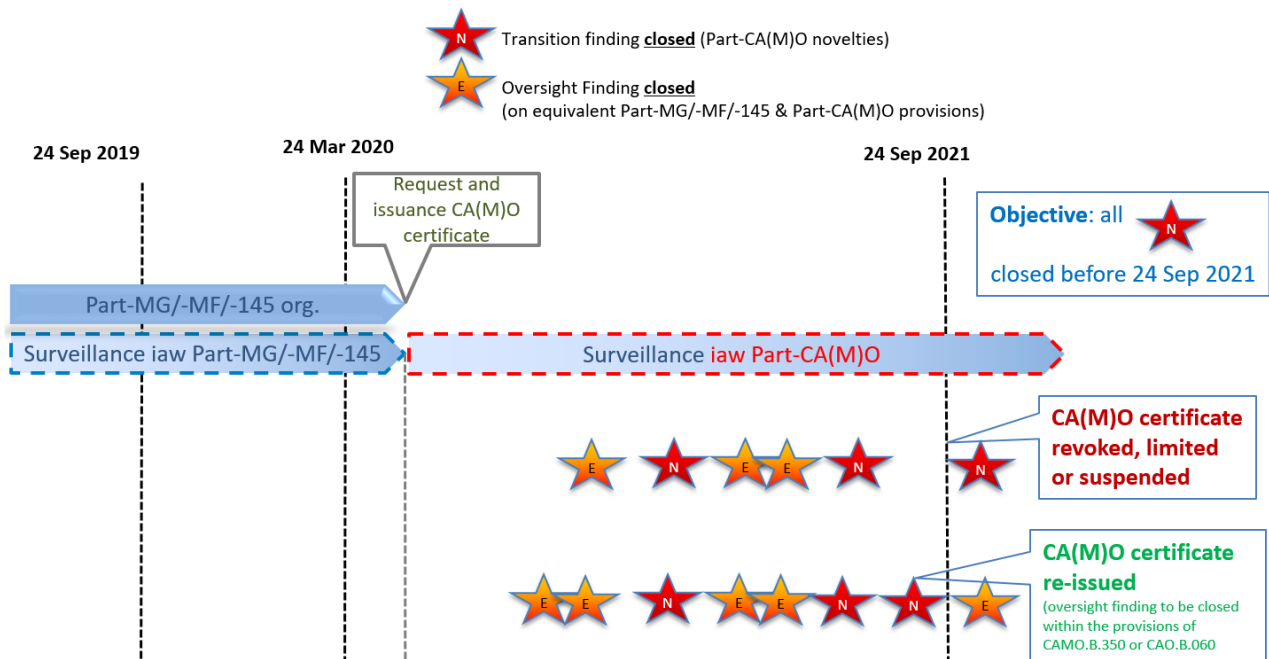 N
Transition finding closed (Part-CA(M)O novelties)
E
Oversight Finding closed
(on equivalent Part-MG/-MF/-145 & Part-CA(M)O provisions)
24 Sep 2019
24 Mar 2020
24 Sep 2021
Request and
issuance CA(M)O
certificate
Objective: all N
closed before 24 Sep 2021
Part-MG/-MF/-145 org.
Surveillance iaw Part-MG/-MF/-145
Surveillance iaw Part-CA(M)O
E N E E N N
CA(M)O certificate
revoked, limited
or suspended
E E N E E N N E
CA(M)O certificate
re-issued
(oversight finding to be closed
within the provisions of
CAMO.B.350 or CAO.B.060